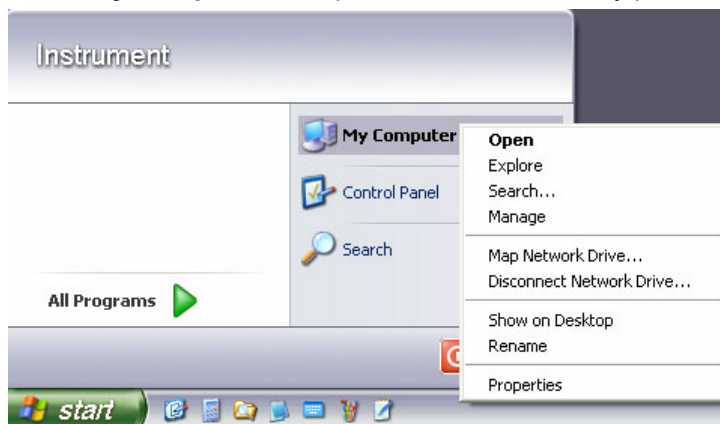 Instrument
My Computer
Control Panel
Search
All Programs
Open
Explore
Search...
Manage
Map Network Drive...
Disconnect Network Drive...
Show on Desktop
Rename
Properties
start